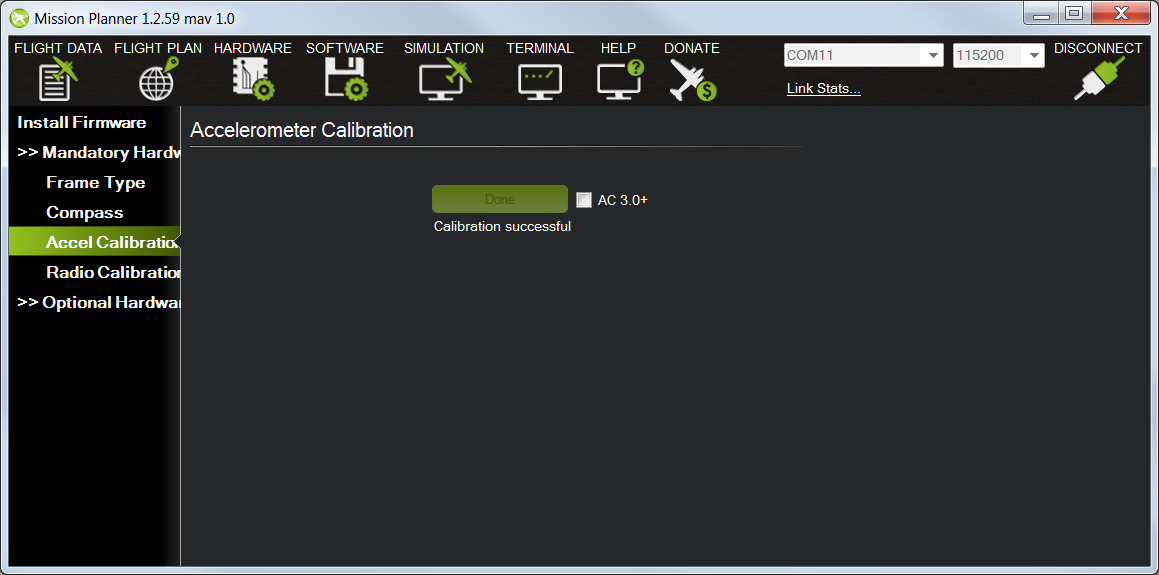 Mission Planner 1.2.59 mav 1.0
FLIGHT DATA FLIGHT PLAN HARDWARE SOFTWARE SIMULATION TERMINAL HELP DONATE COM11 115200 DISCONNECT
Link Stats...
Install Firmware
>> Mandatory Hardw
Frame Type
Compass
Accel Calibratio
Radio Calibration
>> Optional Hardwa
Accelerometer Calibration
Done AC 3.0+
Calibration successful